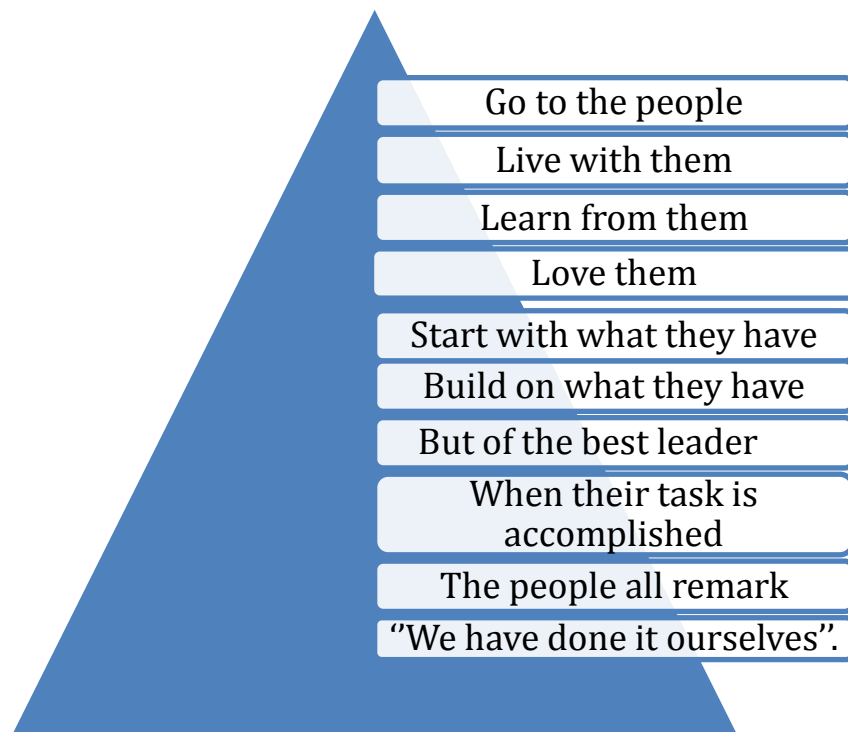 Go to the people
Live with them
Learn from them
Love them
Start with what they have
Build on what they have
But of the best leader
When their task is
accomplished
The people all remark
‘’We have done it ourselves’’.